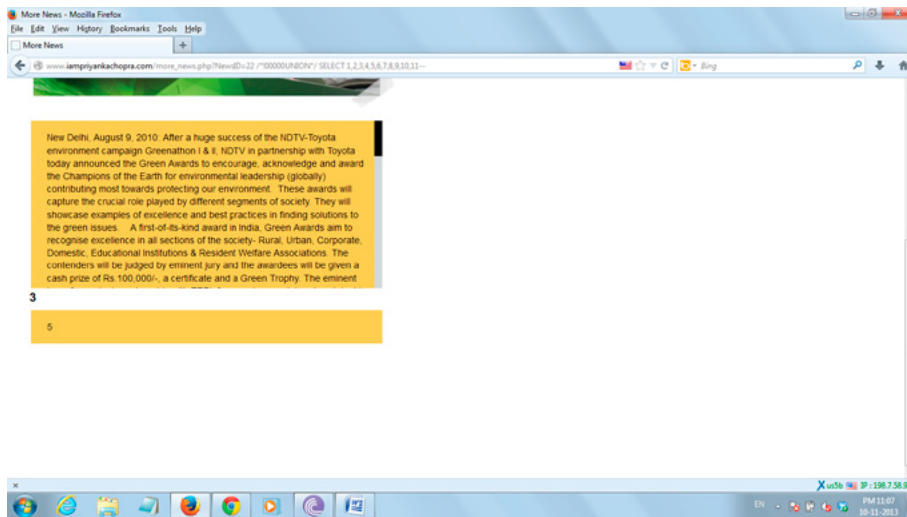 More News - Mozilla Firefox
File Edit View History Bookmarks Tools Help
More News
www.iampriyankachopra.com/more_news.php?NewsID=22 /*!00000UNION*/ SELECT 1,2,3,4,5,6,7,8,9,10,11--
Bing
New Delhi, August 9, 2010: After a huge success of the NDTV-Toyota
environment campaign Greenathon I & II, NDTV in partnership with Toyota
today announced the Green Awards to encourage, acknowledge and award
the Champions of the Earth for environmental leadership (globally)
contributing most towards protecting our environment. These awards will
capture the crucial role played by different segments of society. They will
showcase examples of excellence and best practices in finding solutions to
the green issues. A first-of-its-kind award in India, Green Awards aim to
recognise excellence in all sections of the society- Rural, Urban, Corporate,
Domestic, Educational Institutions & Resident Welfare Associations. The
contenders will be judged by eminent jury and the awardees will be given a
cash prize of Rs.100,000/-, a certificate and a Green Trophy. The eminent
3
5
us5b IP : 198.7.58.9
EN
PM 11:07
10-11-2013